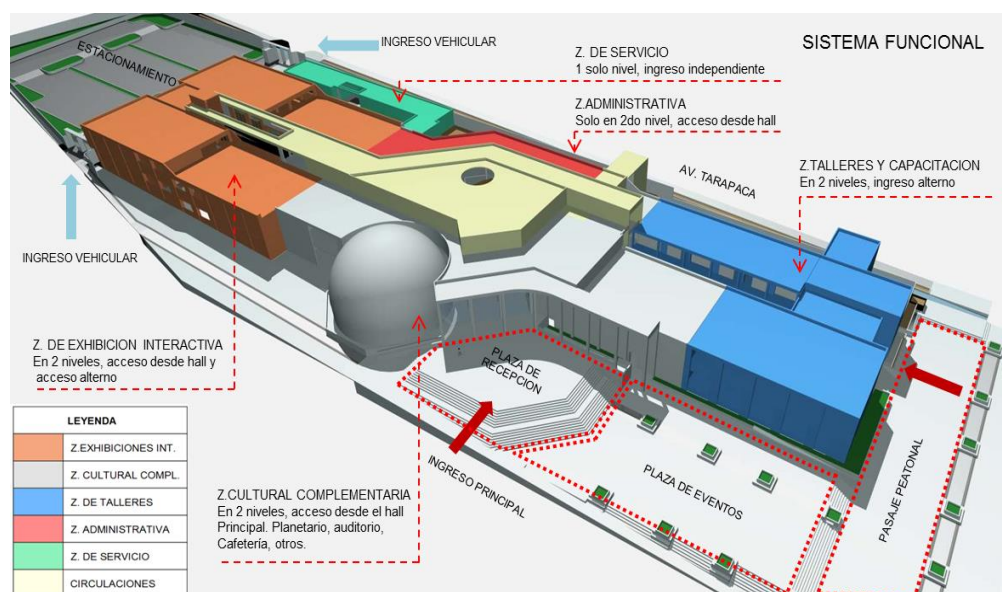 SISTEMA FUNCIONAL
INGRESO VEHICULAR
ESTACIONAMIENTO
Z. DE SERVICIO
1 solo nivel, ingreso independiente
Z.ADMINISTRATIVA
Solo en 2do nivel, acceso desde hall
AV. TARAPACA
Z.TALLERES Y CAPACITACION
En 2 niveles, ingreso alterno
INGRESO VEHICULAR
Z. DE EXHIBICION INTERACTIVA
En 2 niveles, acceso desde hall y
acceso alterno
PLAZA DE
RECEPCION
INGRESO PRINCIPAL
PLAZA DE EVENTOS
PASAJE PEATONAL
Z.CULTURAL COMPLEMENTARIA
En 2 niveles, acceso desde el hall
Principal. Planetario, auditorio,
Cafetería, otros.
LEYENDA
Z.EXHIBICIONES INT.
Z. CULTURAL COMPL.
Z. DE TALLERES
Z. ADMINISTRATIVA
Z. DE SERVICIO
CIRCULACIONES